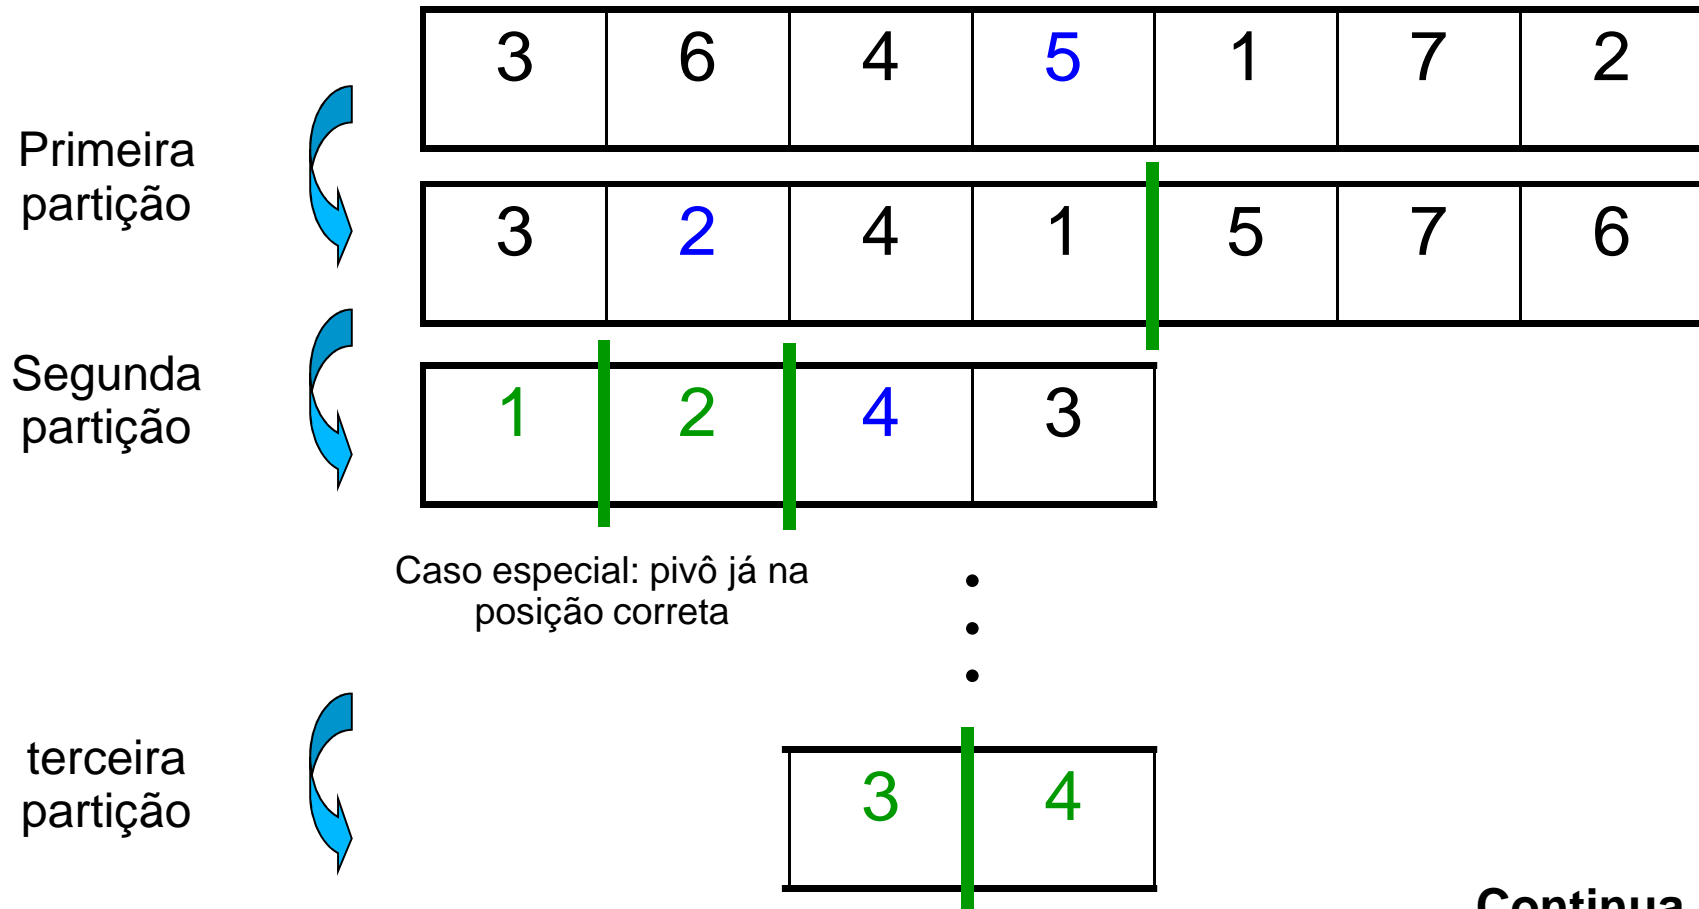 3 6 4 5 1 7 2
Primeira
partição
3 2 4 1 5 7 6
Segunda
partição
1 2 4 3
Caso especial: pivô já na
posição correta
terceira
partição
3 4
Continua